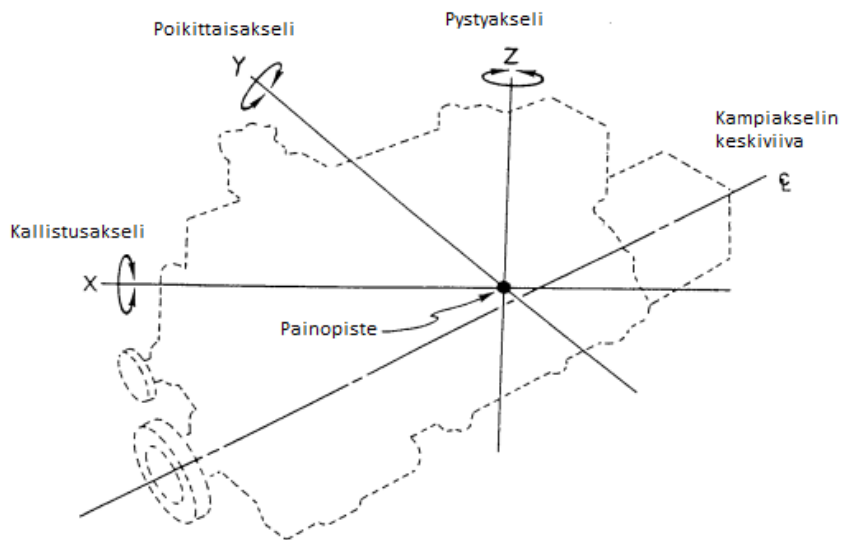 Poikittaisakseli
Pystyakseli
Y
Z
Kampiakselin
keskiviiva
℄
Kallistusakseli
X
Painopiste